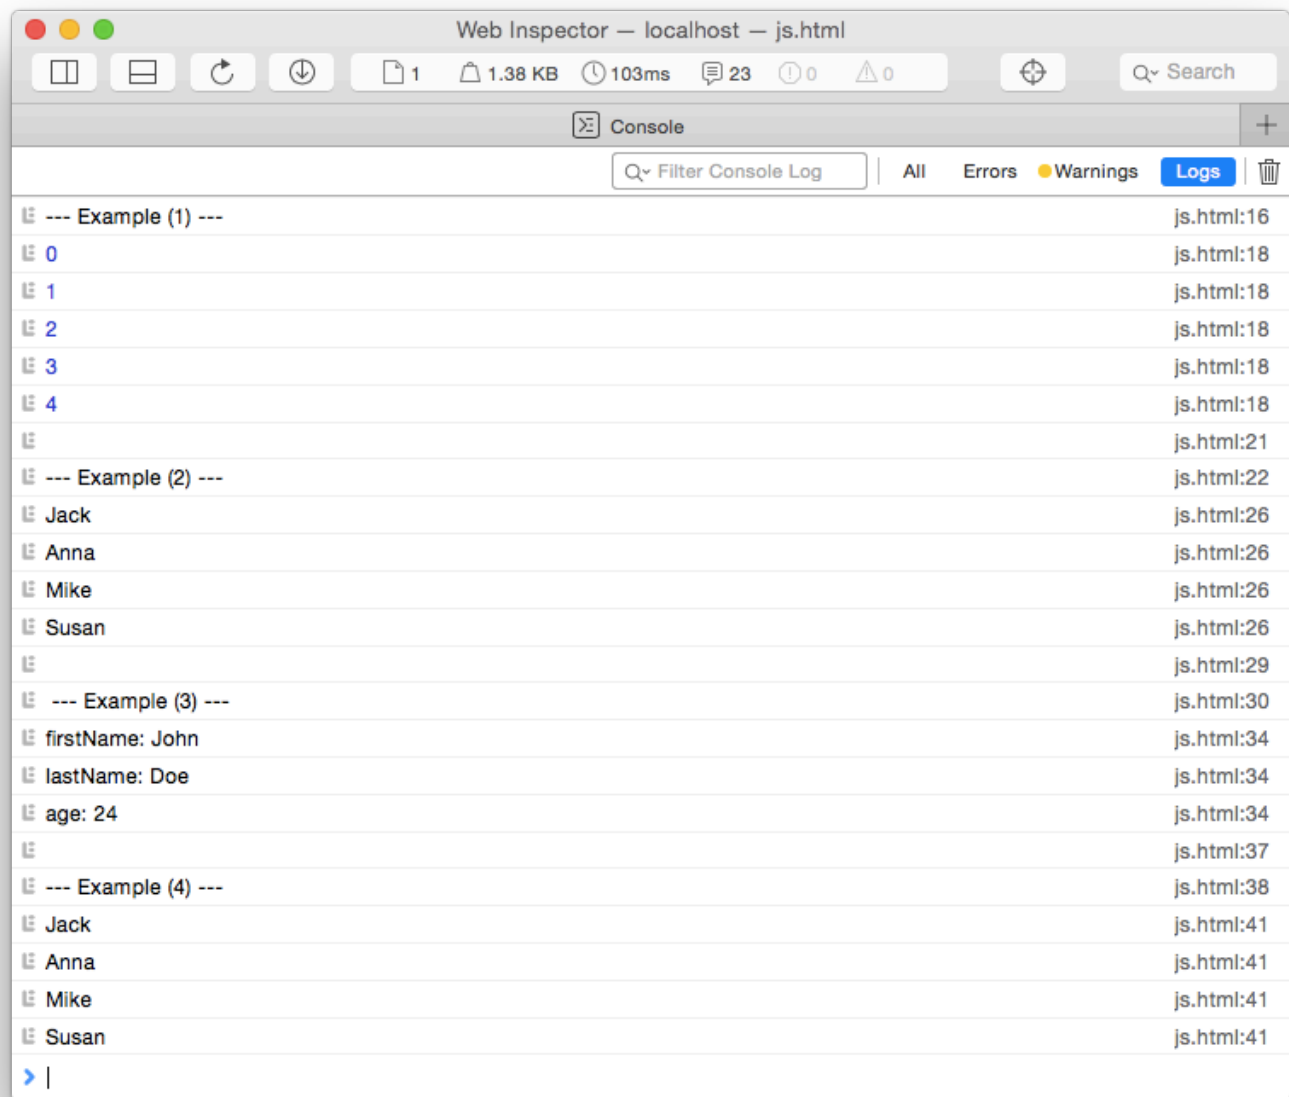 Web Inspector — localhost — js.html
1 1.38 KB 103ms 23 0 0 Search
Console
Filter Console Log All Errors Warnings Logs
--- Example (1) --- js.html:16
0 js.html:18
1 js.html:18
2 js.html:18
3 js.html:18
4 js.html:18
js.html:21
--- Example (2) --- js.html:22
Jack js.html:26
Anna js.html:26
Mike js.html:26
Susan js.html:26
js.html:29
--- Example (3) --- js.html:30
firstName: John js.html:34
lastName: Doe js.html:34
age: 24 js.html:34
js.html:37
--- Example (4) --- js.html:38
Jack js.html:41
Anna js.html:41
Mike js.html:41
Susan js.html:41